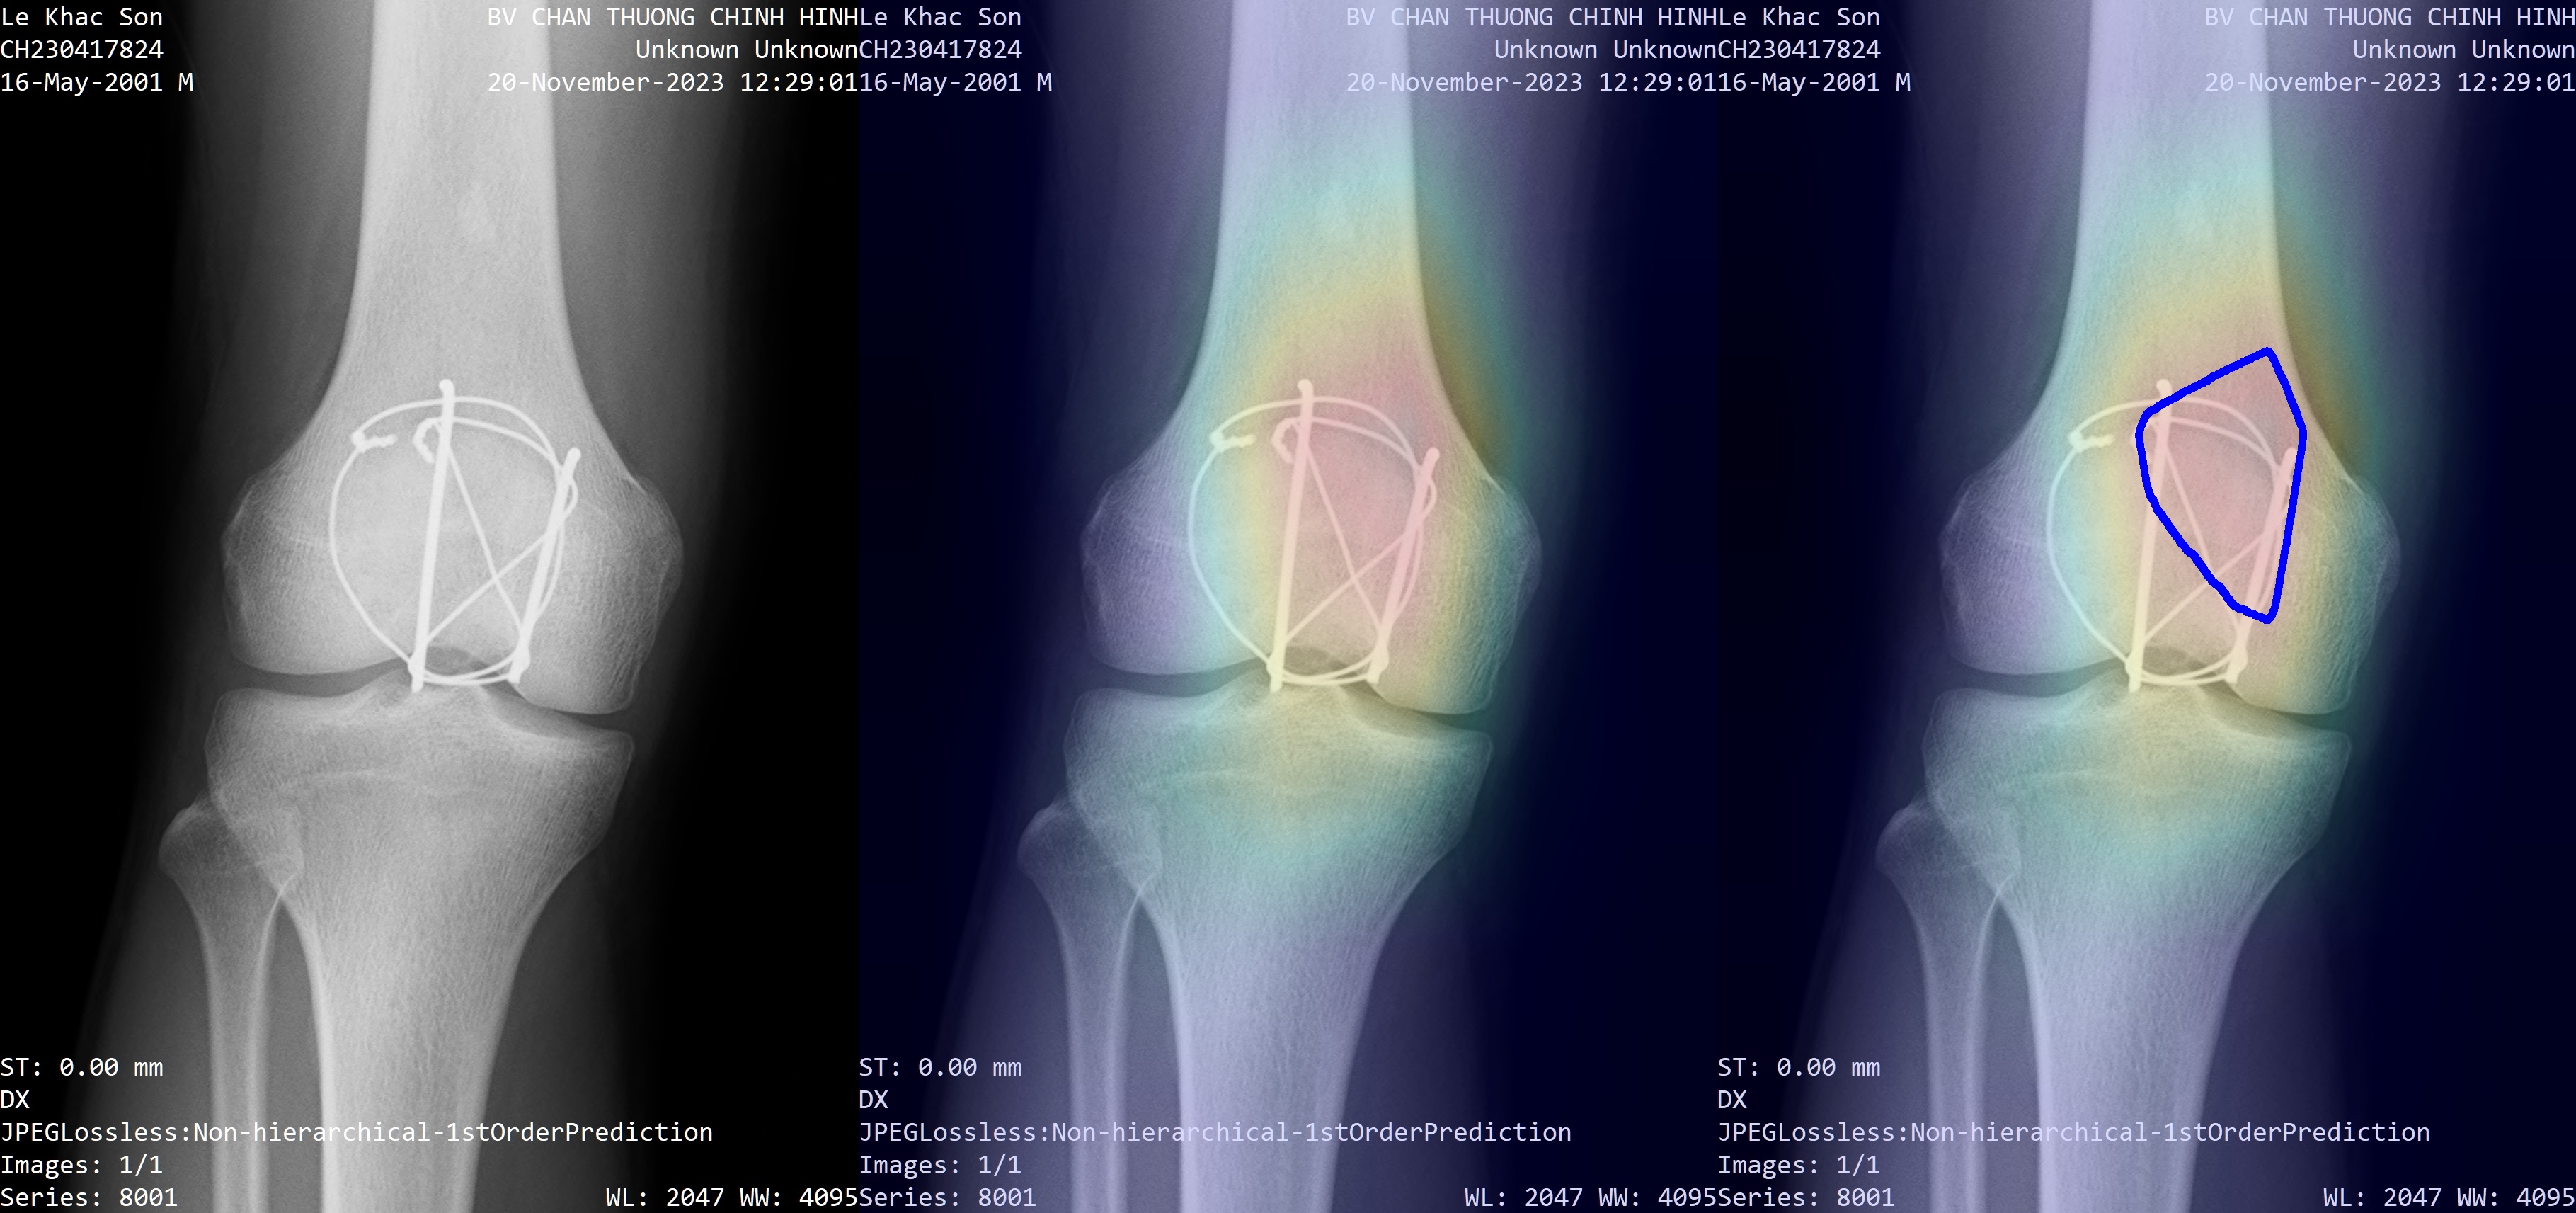 Le Khac Son
BV CHAN THUONG CHINH HINH
CH230417824
Unknown Unknown
16-May-2001 M
20-November-2023 12:29:01
ST: 0.00 mm
DX
JPEGLossless:Non-hierarchical-1stOrderPrediction
Images: 1/1
Series: 8001
WL: 2047 WW: 4095
Le Khac Son
BV CHAN THUONG CHINH HINH
CH230417824
Unknown Unknown
16-May-2001 M
20-November-2023 12:29:01
ST: 0.00 mm
DX
JPEGLossless:Non-hierarchical-1stOrderPrediction
Images: 1/1
Series: 8001
WL: 2047 WW: 4095
Le Khac Son
BV CHAN THUONG CHINH HINH
CH230417824
Unknown Unknown
16-May-2001 M
20-November-2023 12:29:01
ST: 0.00 mm
DX
JPEGLossless:Non-hierarchical-1stOrderPrediction
Images: 1/1
Series: 8001
WL: 2047 WW: 4095